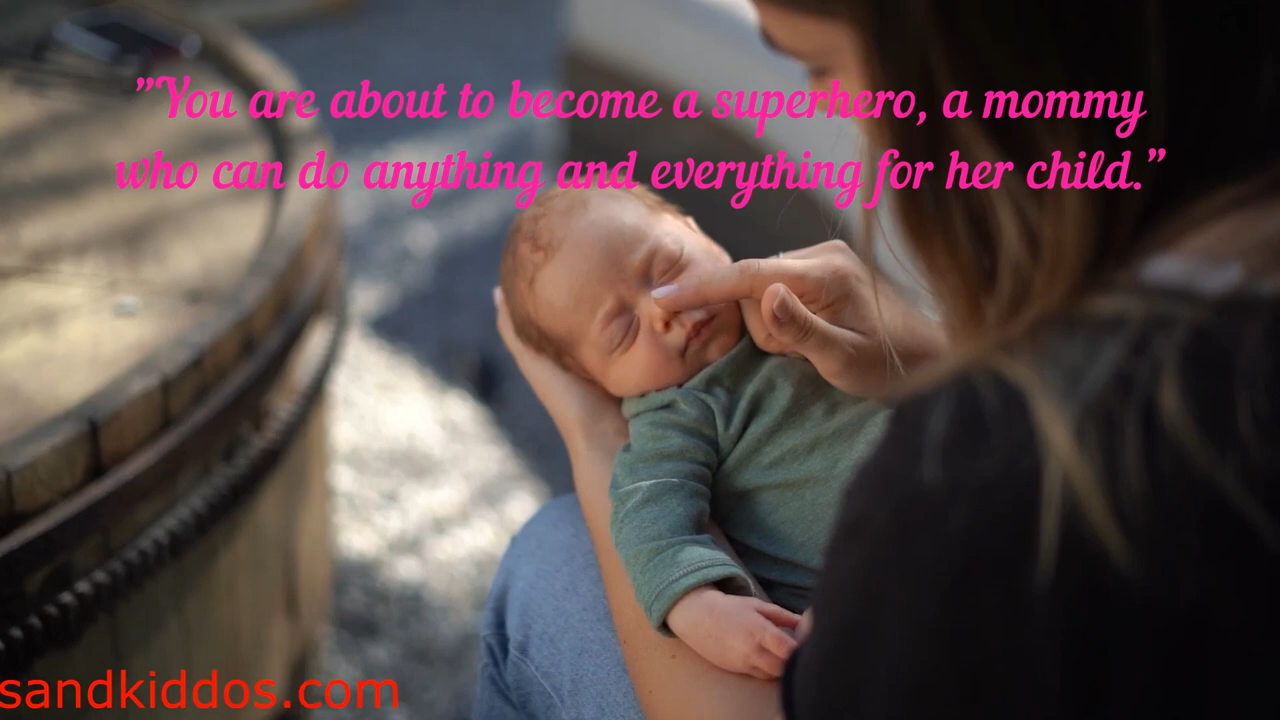 ”You are about to become a superhero, a mommy
who can do anything and everything for her child.”
sandkiddos.com